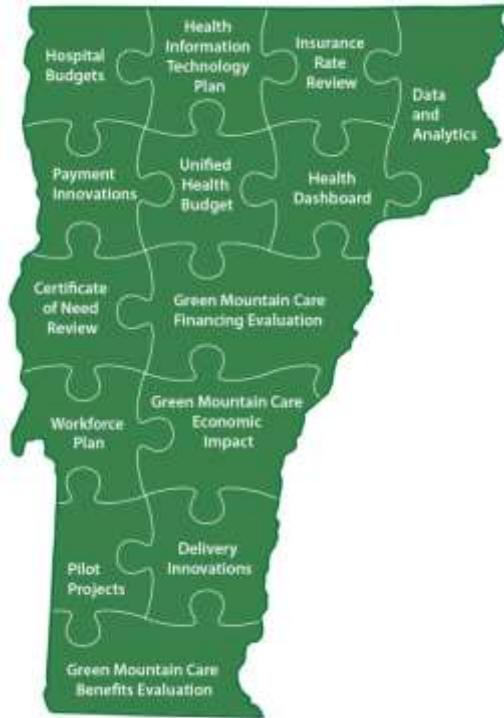 Hospital
Budgets
Health
Information
Technology
Plan
Insurance
Rate
Review
Data
and
Analytics
Payment
Innovations
Unified
Health
Budget
Health
Dashboard
Certificate
of Need
Review
Green Mountain Care
Financing Evaluation
Workforce
Plan
Green Mountain Care
Economic
Impact
Pilot
Projects
Delivery
Innovations
Green Mountain Care
Benefits Evaluation